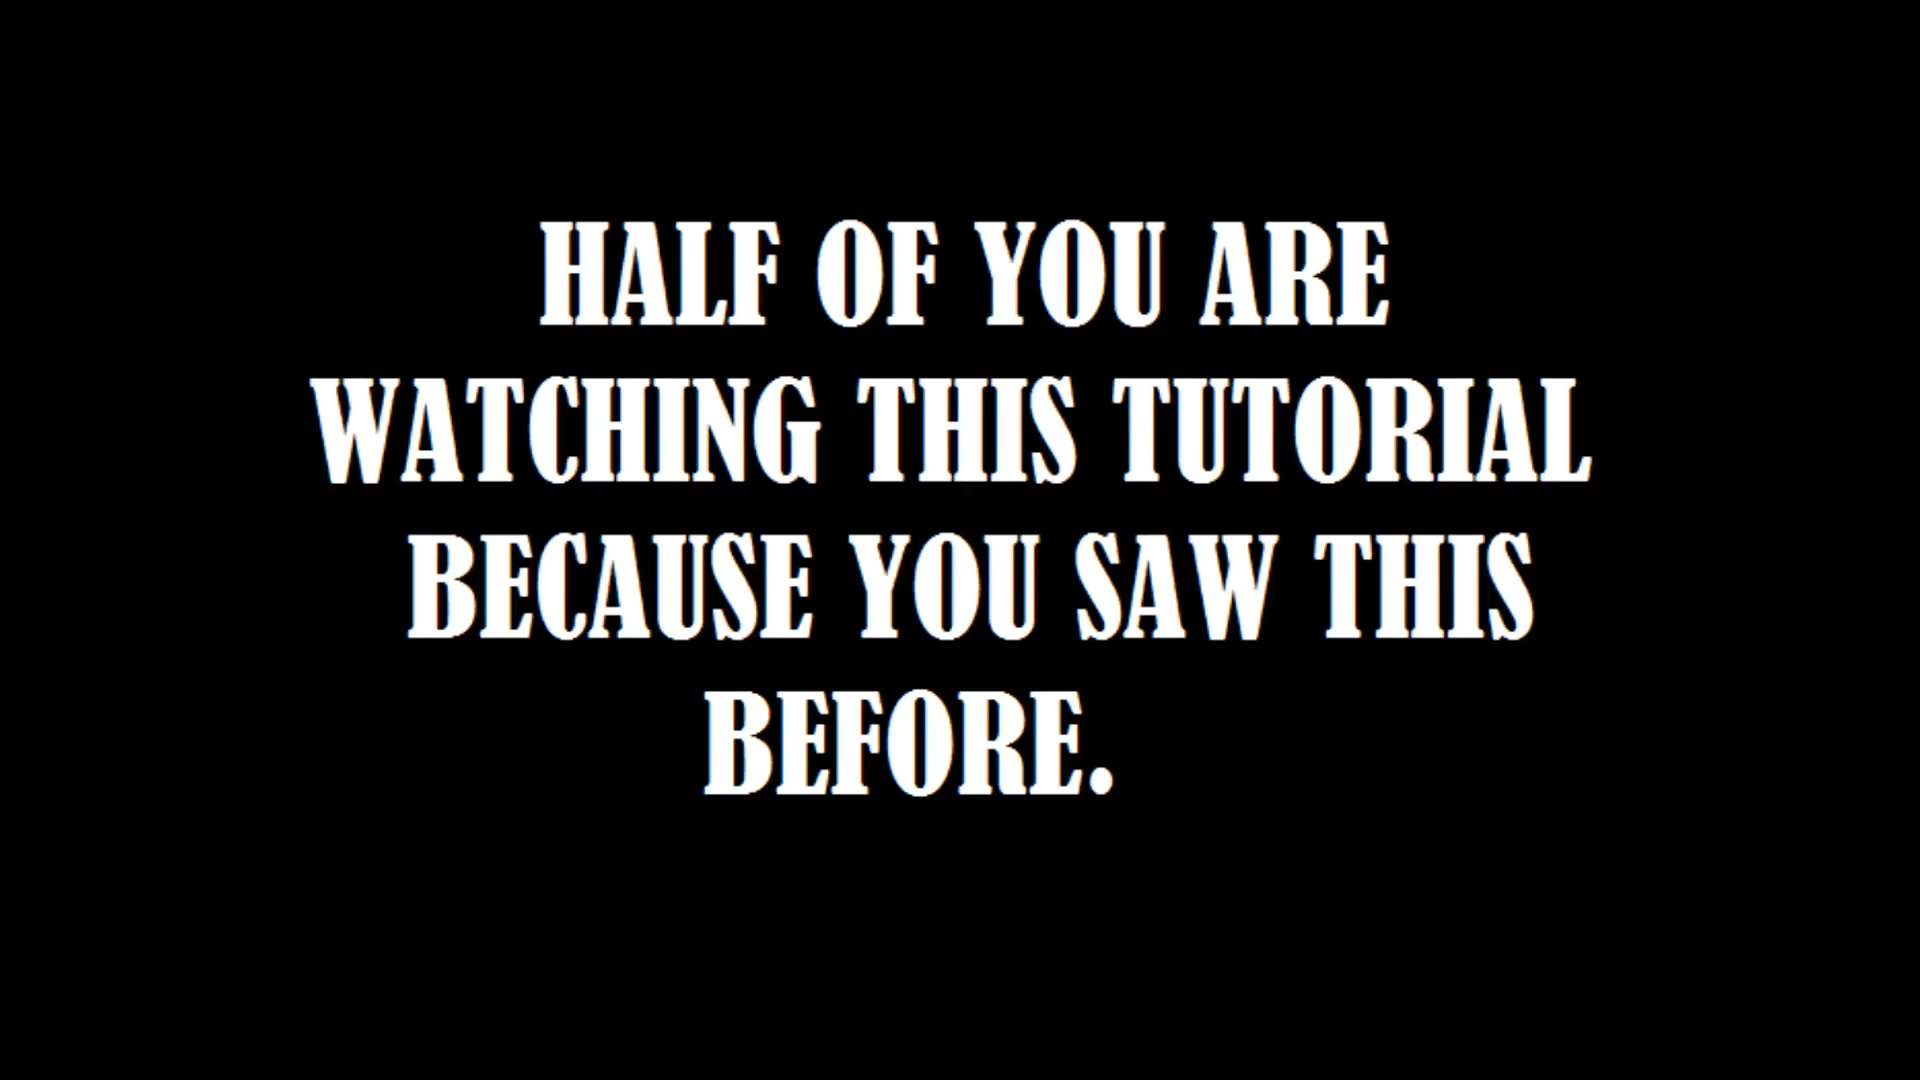 HALF OF YOU ARE
WATCHING THIS TUTORIAL
BECAUSE YOU SAW THIS
BEFORE.